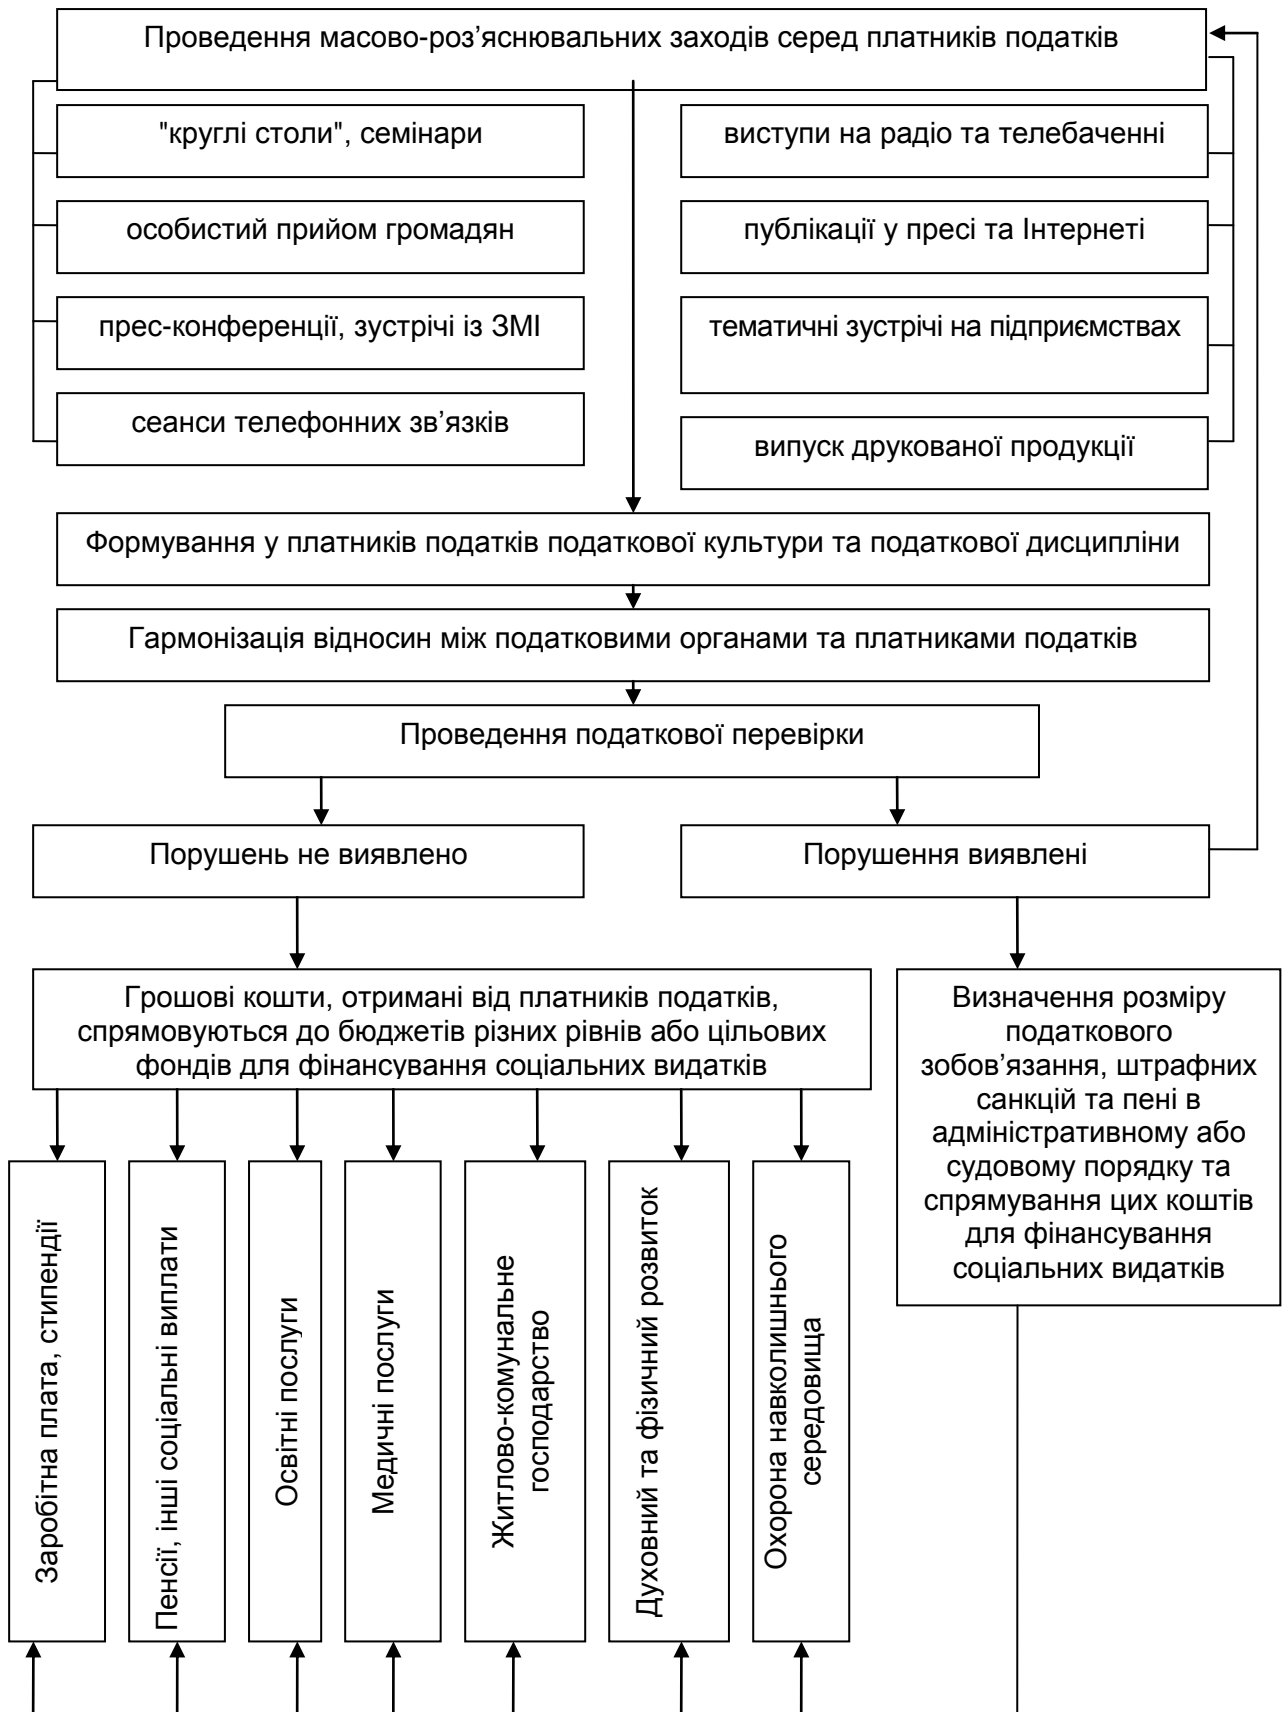 Проведення масово-роз’яснювальних заходів серед платників податків
"круглі столи", семінари
виступи на радіо та телебаченні
особистий прийом громадян
публікації у пресі та Інтернеті
прес-конференції, зустрічі із ЗМІ
тематичні зустрічі на підприємствах
сеанси телефонних зв’язків
випуск друкованої продукції
Формування у платників податків податкової культури та податкової дисципліни
Гармонізація відносин між податковими органами та платниками податків
Проведення податкової перевірки
Порушень не виявлено
Порушення виявлені
Грошові кошти, отримані від платників податків,
спрямовуються до бюджетів різних рівнів або цільових
фондів для фінансування соціальних видатків
Визначення розміру
податкового
зобов’язання, штрафних
санкцій та пені в
адміністративному або
судовому порядку та
спрямування цих коштів
для фінансування
соціальних видатків
Заробітна плата, стипендії
Пенсії, інші соціальні виплати
Освітні послуги
Медичні послуги
Житлово-комунальне
господарство
Духовний та фізичний розвиток
Охорона навколишнього
середовища